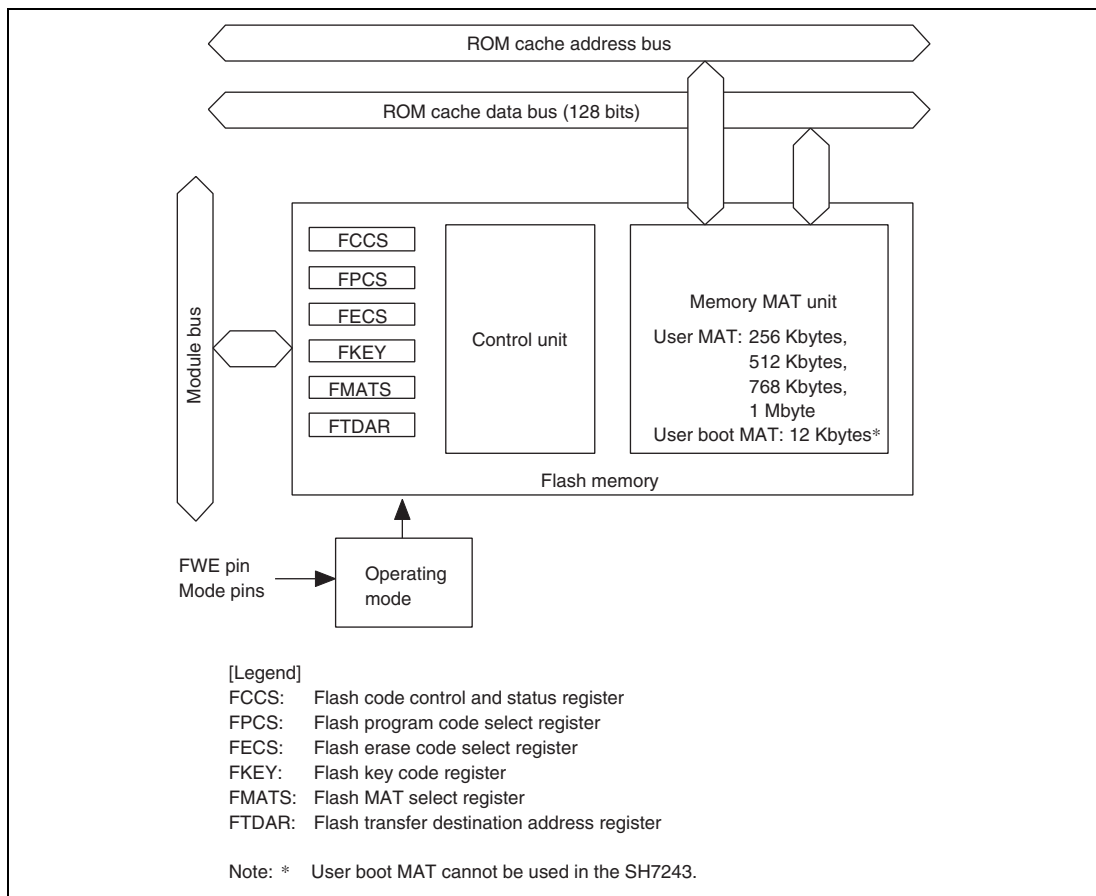 ROM cache address bus
ROM cache data bus (128 bits)
Module bus
FCCS
FPCS
FECS
FKEY
FMATS
FTDAR
Control unit
Memory MAT unit
User MAT: 256 Kbytes,
512 Kbytes,
768 Kbytes,
1 Mbyte
User boot MAT: 12 Kbytes*
Flash memory
FWE pin
Mode pins
Operating
mode
[Legend]
FCCS: Flash code control and status register
FPCS: Flash program code select register
FECS: Flash erase code select register
FKEY: Flash key code register
FMATS: Flash MAT select register
FTDAR: Flash transfer destination address register
Note: * User boot MAT cannot be used in the SH7243.